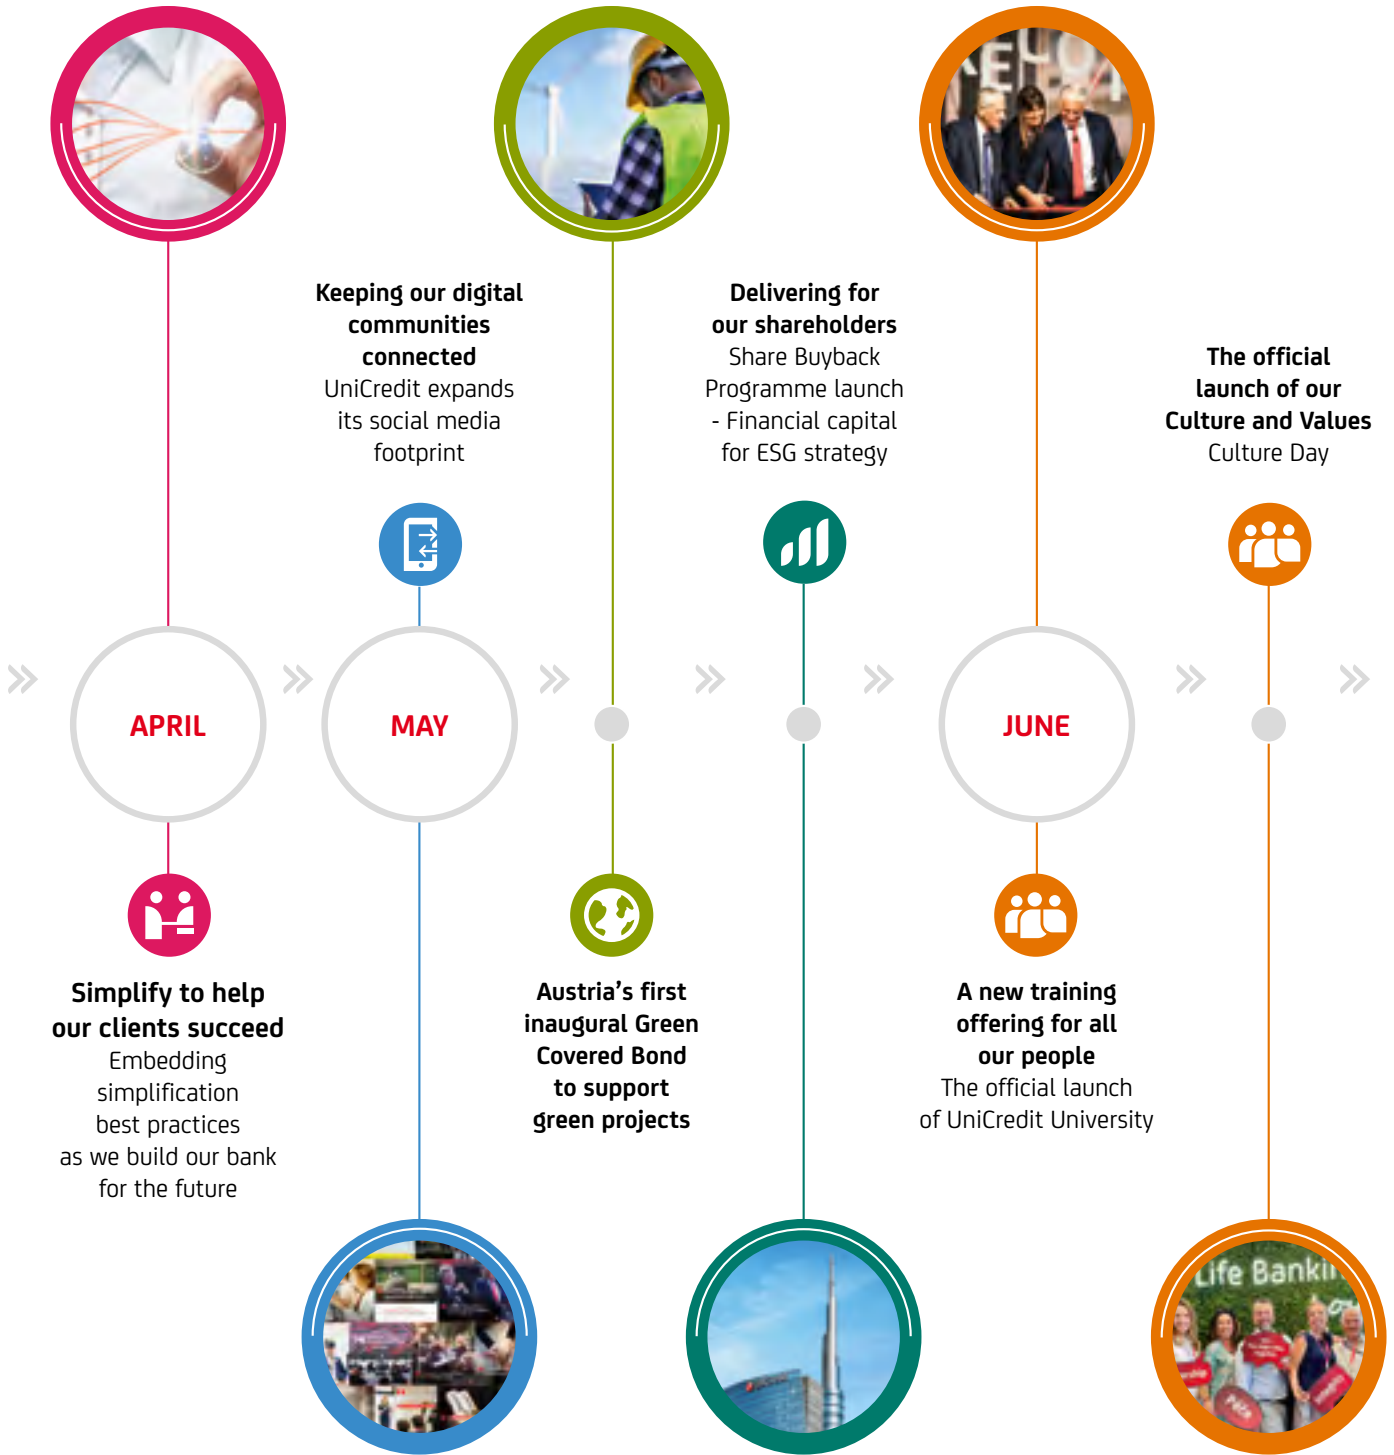 Keeping our digital
communities
connected
UniCredit expands
its social media
footprint
Delivering for
our shareholders
Share Buyback
Programme launch
- Financial capital
for ESG strategy
The official
launch of our
Culture and Values
Culture Day
APRIL
MAY
JUNE
Simplify to help
our clients succeed
Embedding
simplification
best practices
as we build our bank
for the future
Austria’s first
inaugural Green
Covered Bond
to support
green projects
A new training
offering for all
our people
The official launch
of UniCredit University
Life Banki